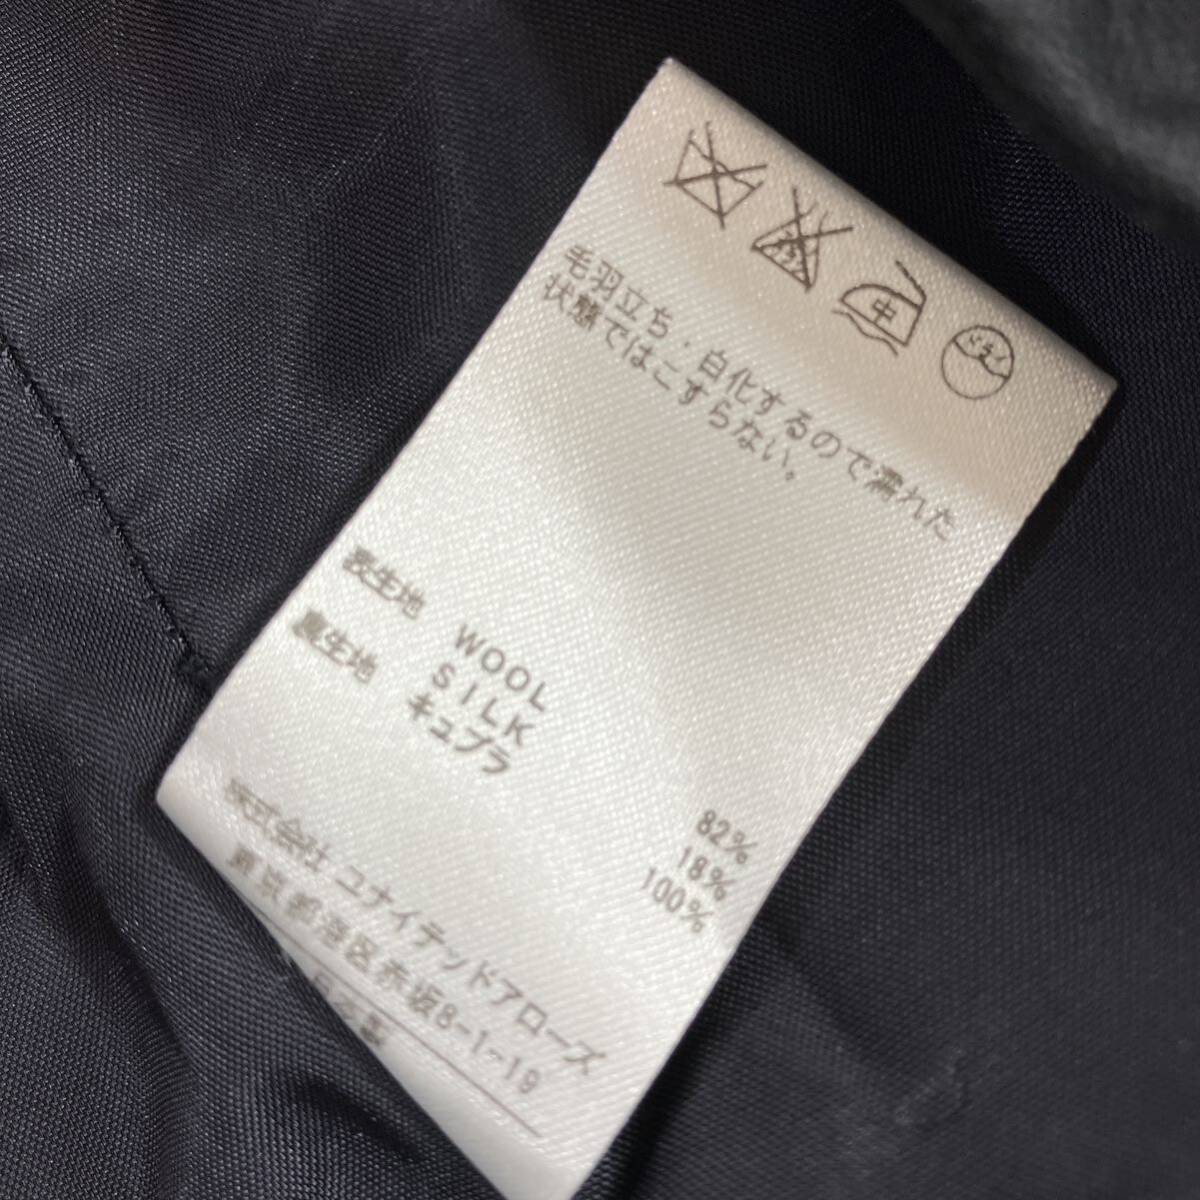 中
毛羽立ち・白化するので濡れた
状態ではこすらない。
表生地 WOOL 82%
SILK 18%
裏生地 キュプラ 100%
株式会社 ユナイテッドアローズ
東京都港区赤坂8-1-19